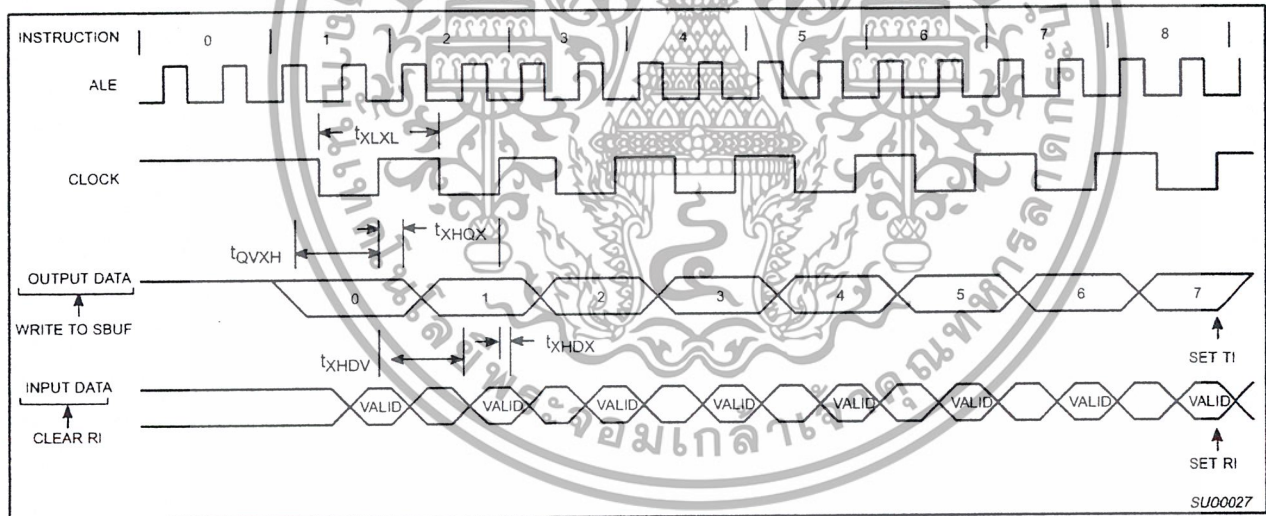 INSTRUCTION 0 1 2 3 4 5 6 7 8
ALE
tXLXL
CLOCK
tXHQX
tQVXH
OUTPUT DATA 0 1 2 3 4 5 6 7
WRITE TO SBUF
SET TI
tXHDX
tXHDV
INPUT DATA VALID VALID VALID VALID VALID VALID VALID VALID
CLEAR RI
SET RI
SU00027